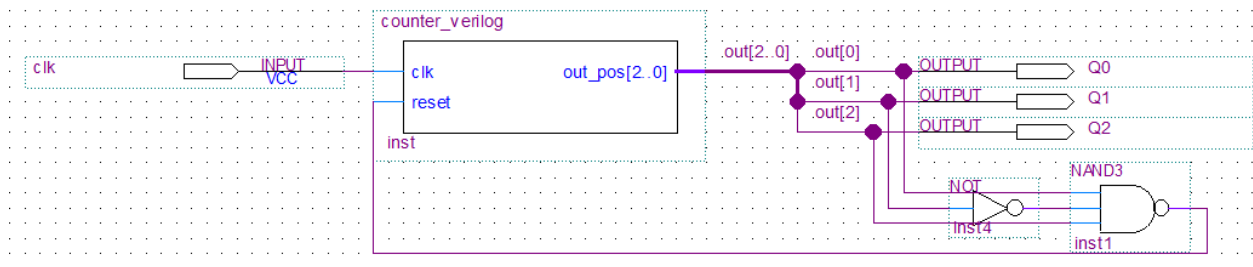 counter_verilog
clk
INPUT
VCC
clk
out_pos[2..0]
reset
inst
out[2..0]
out[0]
out[1]
out[2]
OUTPUT
Q0
OUTPUT
Q1
OUTPUT
Q2
NOT
inst4
NAND3
inst1